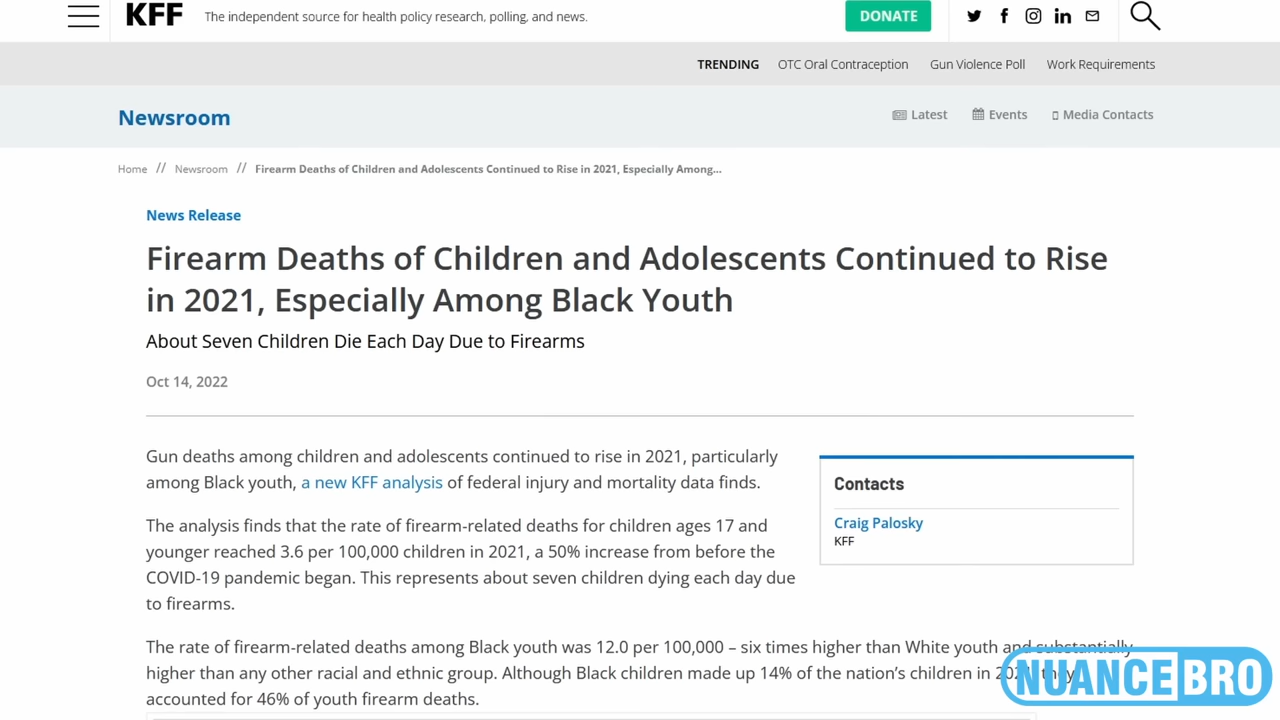 KFF The independent source for health policy research, polling, and news. DONATE
TRENDING OTC Oral Contraception Gun Violence Poll Work Requirements
Newsroom Latest Events Media Contacts
Home // Newsroom // Firearm Deaths of Children and Adolescents Continued to Rise in 2021, Especially Among...
News Release
Firearm Deaths of Children and Adolescents Continued to Rise
in 2021, Especially Among Black Youth
About Seven Children Die Each Day Due to Firearms
Oct 14, 2022
Gun deaths among children and adolescents continued to rise in 2021, particularly
among Black youth, a new KFF analysis of federal injury and mortality data finds.
The analysis finds that the rate of firearm-related deaths for children ages 17 and
younger reached 3.6 per 100,000 children in 2021, a 50% increase from before the
COVID-19 pandemic began. This represents about seven children dying each day due
to firearms.
Contacts
Craig Palosky
KFF
The rate of firearm-related deaths among Black youth was 12.0 per 100,000 – six times higher than White youth and substantially
higher than any other racial and ethnic group. Although Black children made up 14% of the nation's children in they
accounted for 46% of youth firearm deaths.
NUANCEBRO